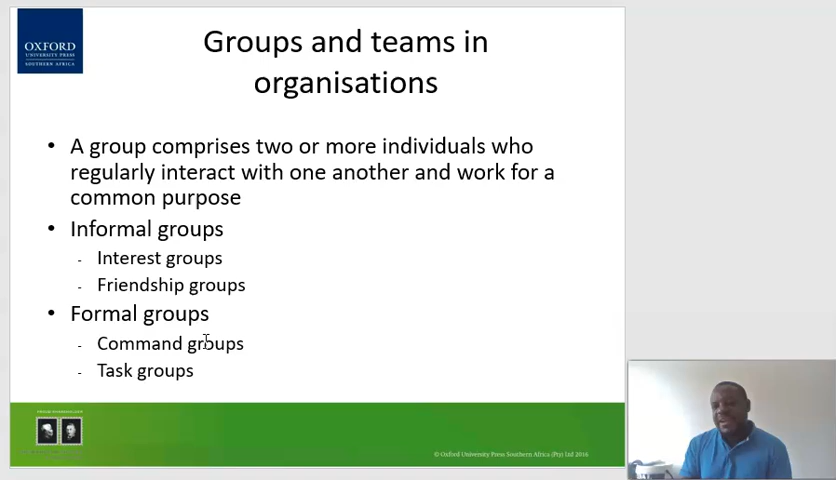 OXFORD
UNIVERSITY PRESS
SOUTHERN AFRICA
Groups and teams in
organisations
• A group comprises two or more individuals who
regularly interact with one another and work for a
common purpose
• Informal groups
- Interest groups
- Friendship groups
• Formal groups
- Command groups
- Task groups
© Oxford University Press Southern Africa (Pty) Ltd 2016